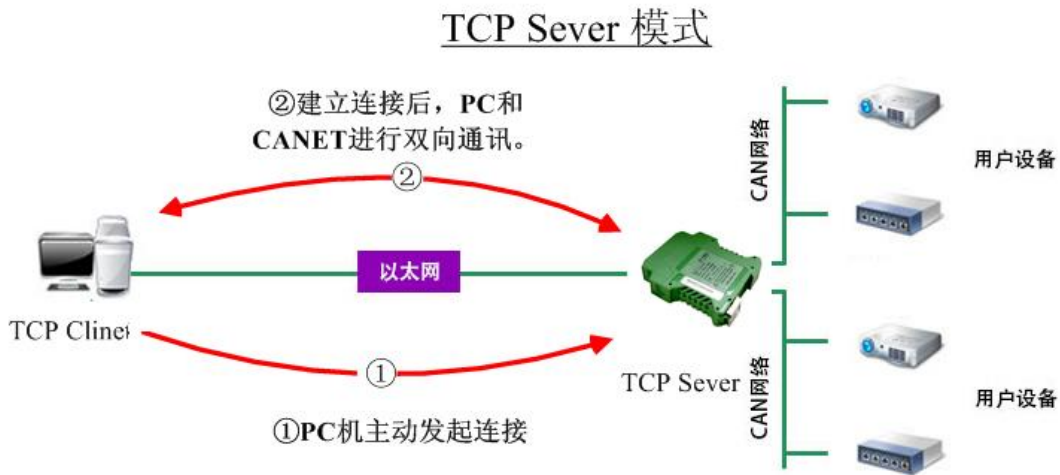 TCP Sever 模式
②建立连接后，PC和
CANET进行双向通讯。
②
CAN网络
用户设备
以太网
TCP Clinet
TCP Sever
①
①PC机主动发起连接
CAN网络
用户设备